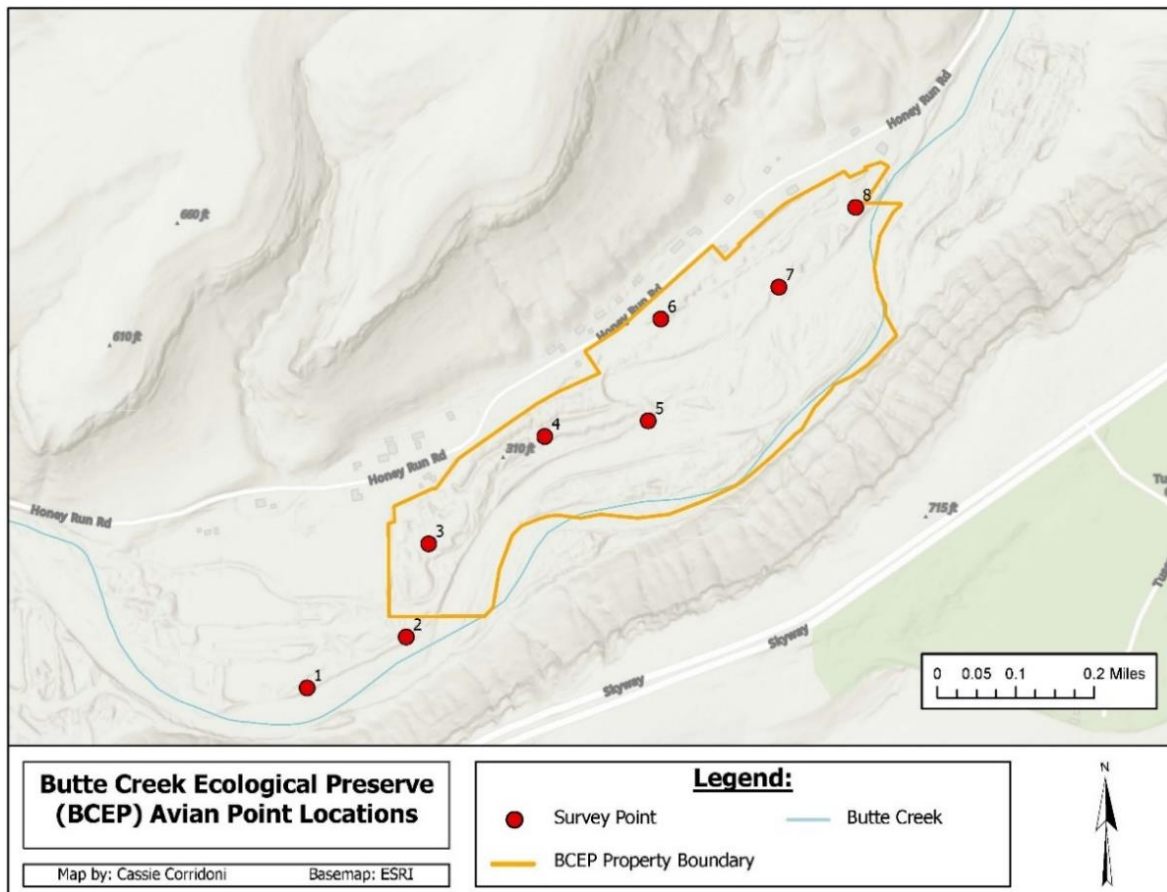 Honey Run Rd
660 ft
8
7
Honey Run Rd
6
610 ft
5
4
310 ft
Honey Run Rd
715 ft
Honey Run Rd
3
2
Skyway
1
Skyway
0 0.05 0.1 0.2 Miles
Butte Creek Ecological Preserve
(BCEP) Avian Point Locations
Map by: Cassie Corridoni Basemap: ESRI
Legend:
Survey Point
Butte Creek
BCEP Property Boundary
N